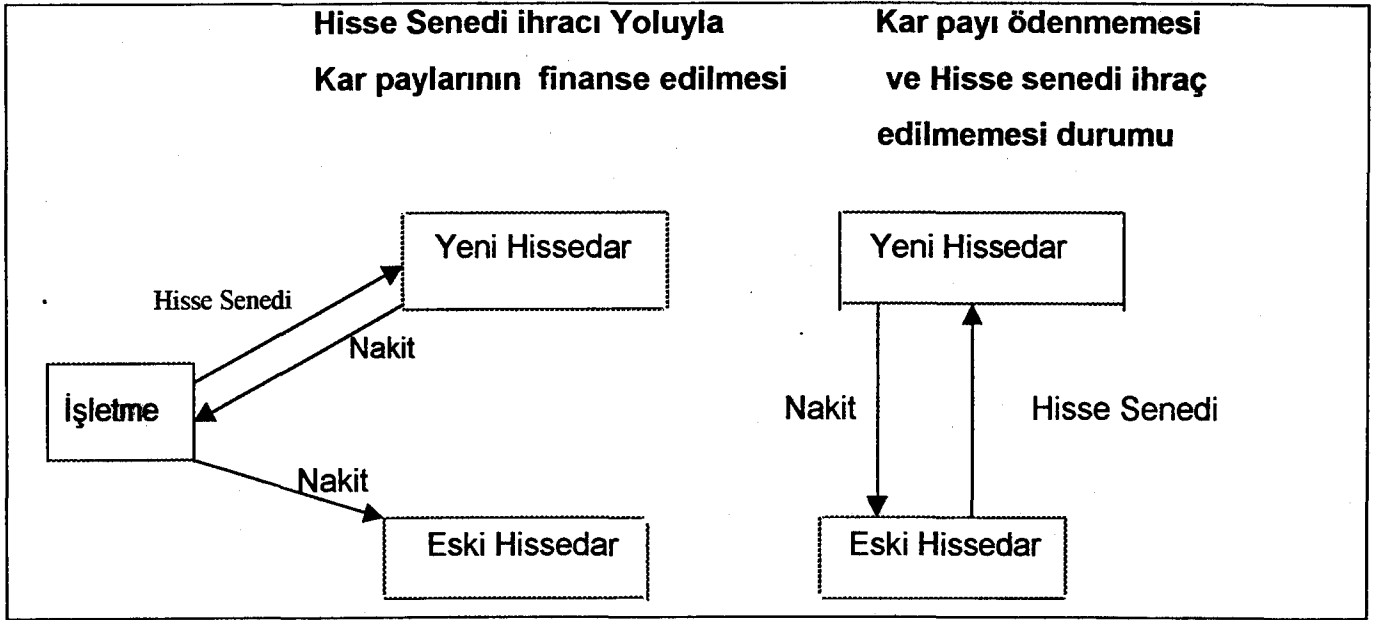 Hisse Senedi ihracı Yoluyla
Kar paylarının finanse edilmesi
Kar payı ödenmemesi
ve Hisse senedi ihraç
edilmemesi durumu
Yeni Hissedar
Hisse Senedi
Nakit
İşletme
Nakit
Eski Hissedar
Yeni Hissedar
Nakit
Hisse Senedi
Eski Hissedar